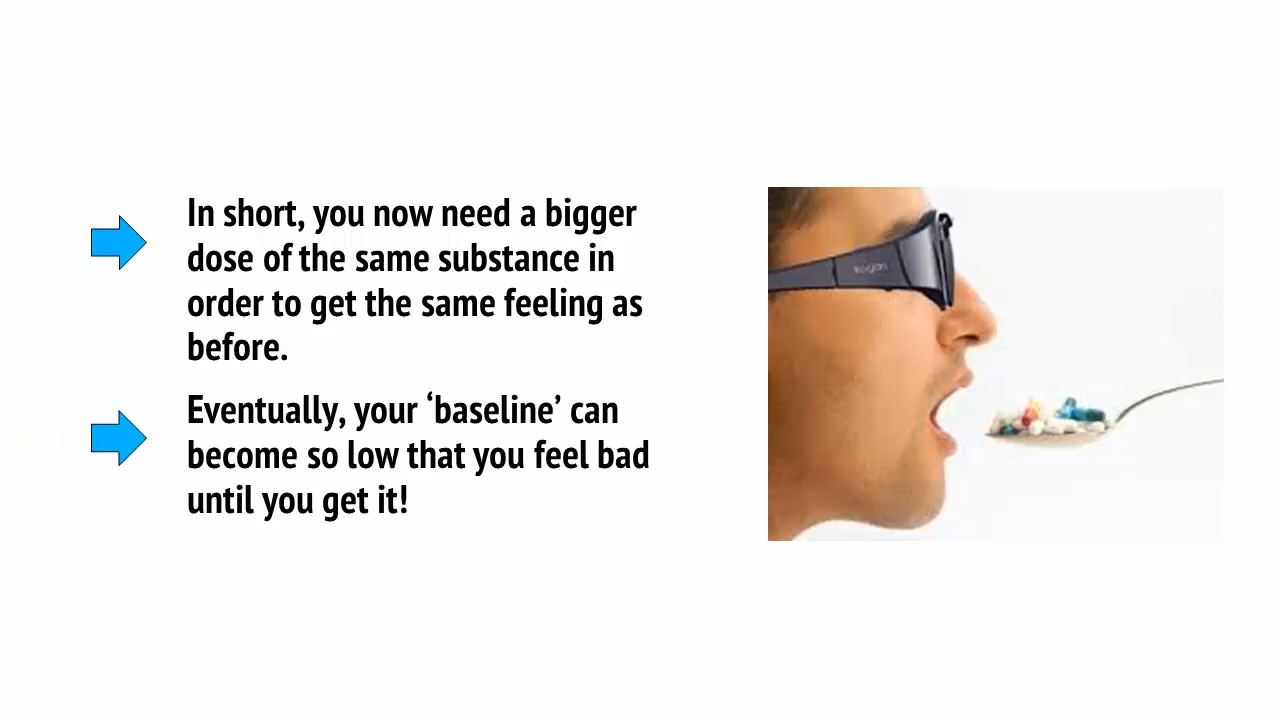 In short, you now need a bigger
dose of the same substance in
order to get the same feeling as
before.
Eventually, your ‘baseline’ can
become so low that you feel bad
until you get it!